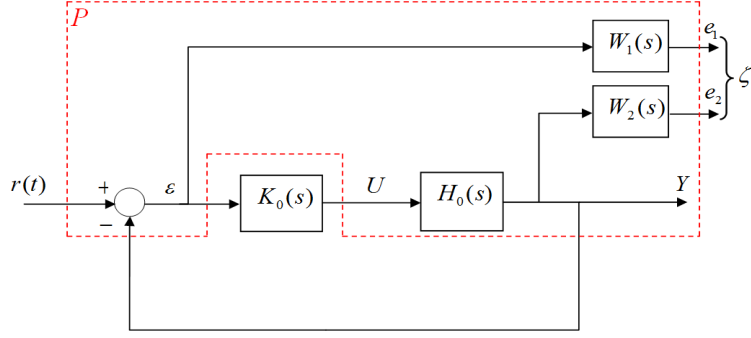 P
W₁(s)
e₁
ζ
W₂(s)
e₂
r(t)
+
−
ε
K₀(s)
U
H₀(s)
Y